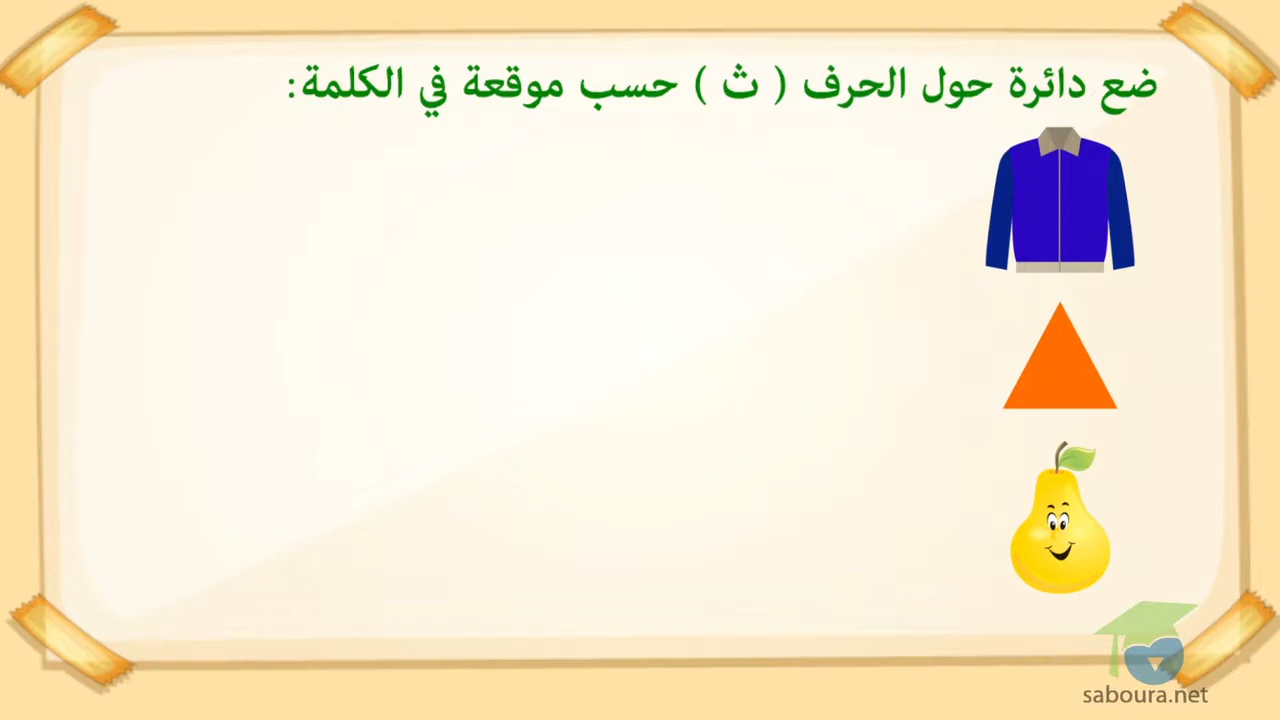 ضع دائرة حول الحرف ( ث ) حسب موقعة في الكلمة:
saboura.net